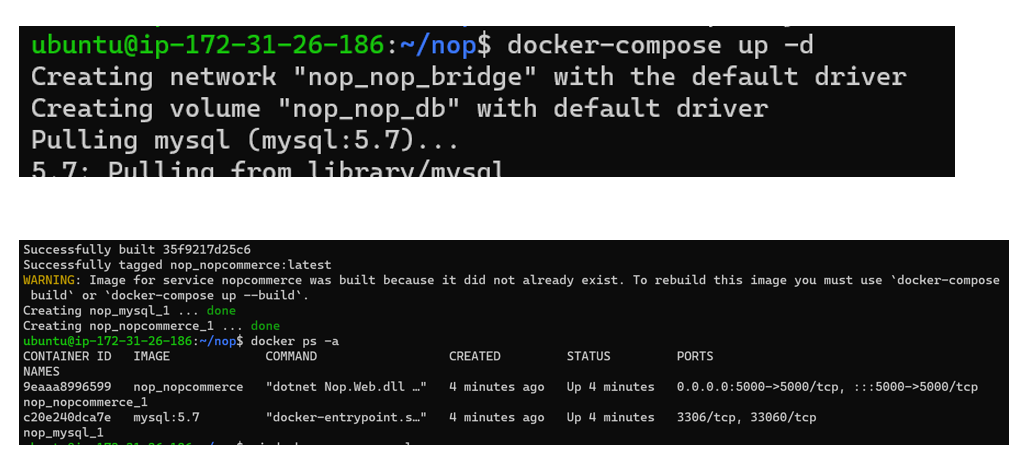 ubuntu@ip-172-31-26-186:~/nop$ docker-compose up -d
Creating network "nop_nop_bridge" with the default driver
Creating volume "nop_nop_db" with default driver
Pulling mysql (mysql:5.7)...
5.7: Pulling from library/mysql
Successfully built 35f9217d25c6
Successfully tagged nop_nopcommerce:latest
WARNING: Image for service nopcommerce was built because it did not already exist. To rebuild this image you must use `docker-compose
build` or `docker-compose up --build`.
Creating nop_mysql_1 ... done
Creating nop_nopcommerce_1 ... done
ubuntu@ip-172-31-26-186:~/nop$ docker ps -a
CONTAINER ID IMAGE COMMAND CREATED STATUS PORTS
NAMES
9eaaa8996599 nop_nopcommerce "dotnet Nop.Web.dll …" 4 minutes ago Up 4 minutes 0.0.0.0:5000->5000/tcp, :::5000->5000/tcp
nop_nopcommerce_1
c20e240dca7e mysql:5.7 "docker-entrypoint.s…" 4 minutes ago Up 4 minutes 3306/tcp, 33060/tcp
nop_mysql_1